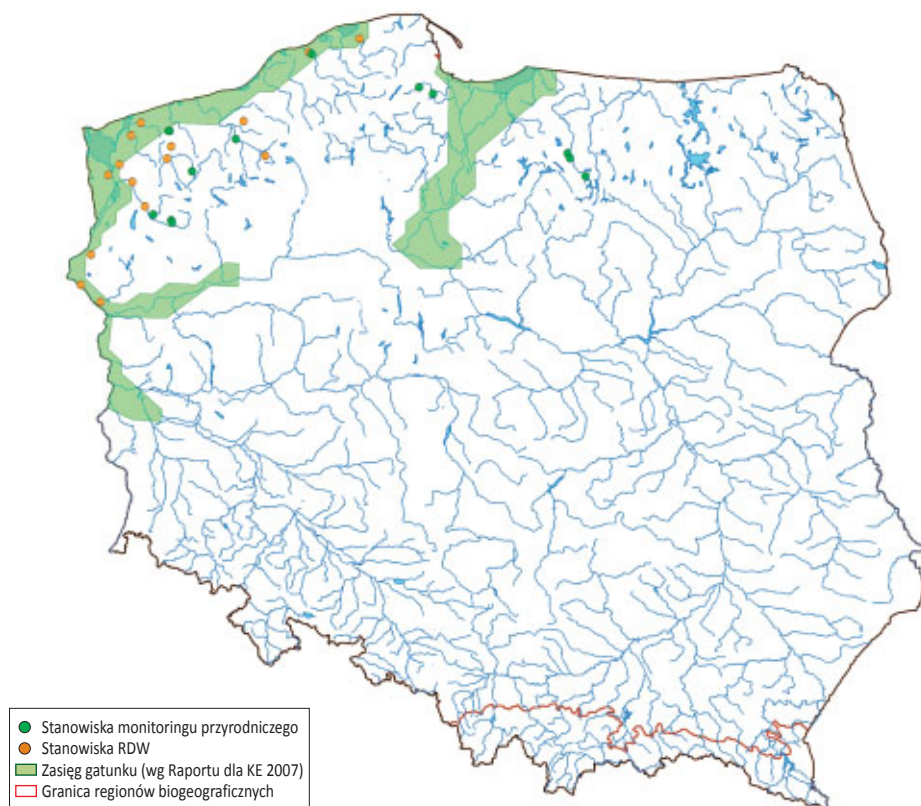 Stanowiska monitoringu przyrodniczego
Stanowiska RDW
Zasięg gatunku (wg Raportu dla KE 2007)
Granica regionów biogeograficznych